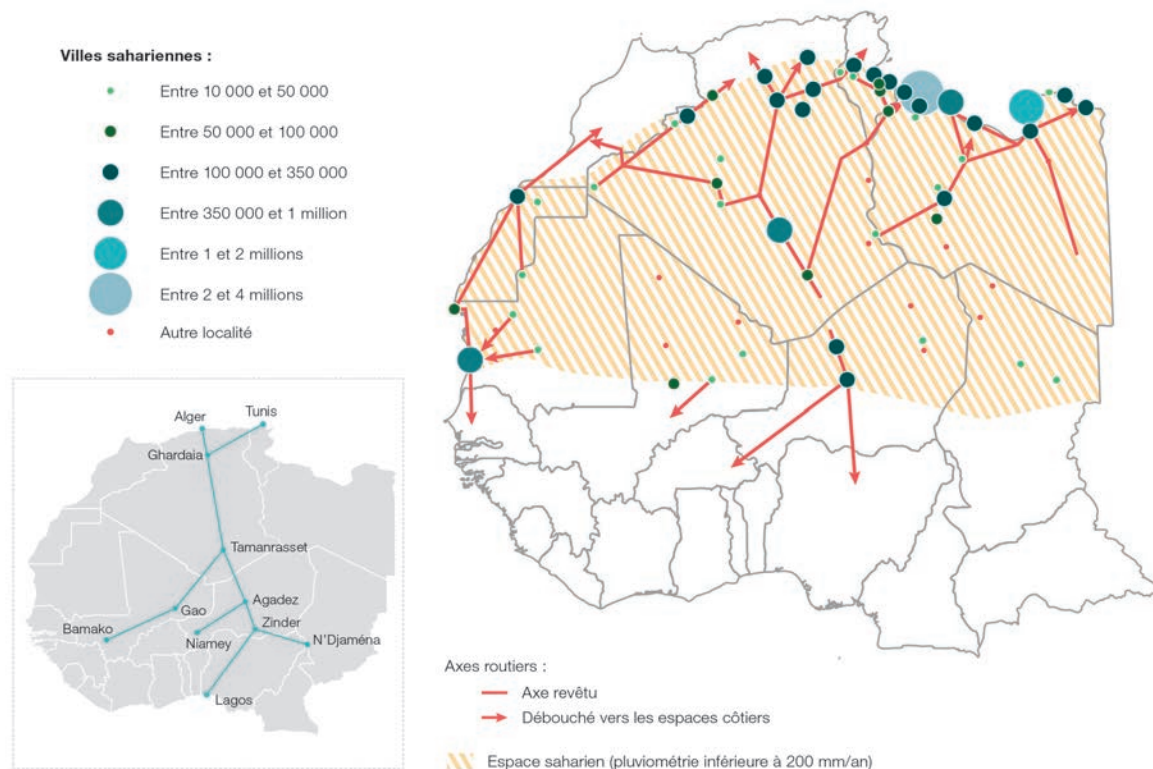 Villes sahariennes :
Entre 10 000 et 50 000
Entre 50 000 et 100 000
Entre 100 000 et 350 000
Entre 350 000 et 1 million
Entre 1 et 2 millions
Entre 2 et 4 millions
Autre localité
Alger
Tunis
Ghardaia
Tamanrasset
Agadez
Gao
Zinder
Bamako
Niamey
N'Djaména
Lagos
Axes routiers :
Axe revêtu
Débouché vers les espaces côtiers
Espace saharien (pluviométrie inférieure à 200 mm/an)